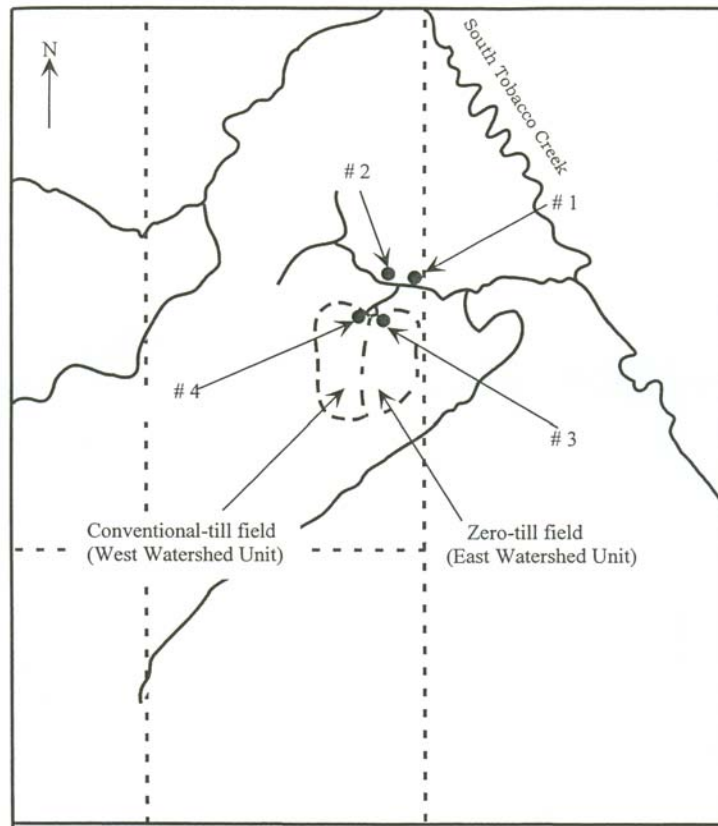 N
South Tobacco Creek
# 2
# 1
# 4
# 3
Conventional-till field
(West Watershed Unit)
Zero-till field
(East Watershed Unit)